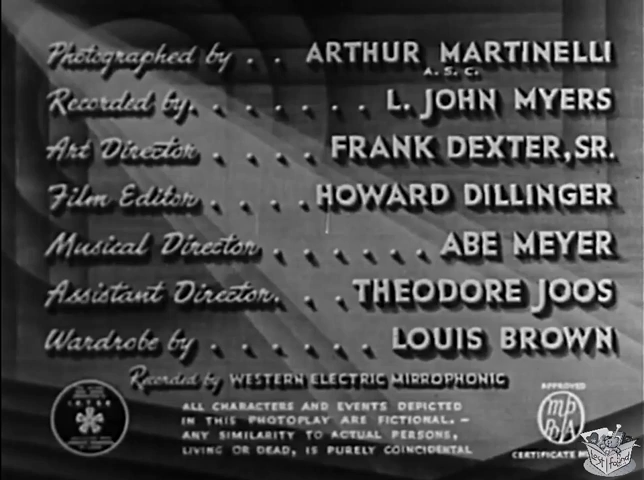 Photographed by . . ARTHUR MARTINELLI
A.S.C.
Recorded by. . . . . . . . L. JOHN MYERS
Art Director . . . . FRANK DEXTER, SR.
Film Editor . . . . HOWARD DILLINGER
Musical Director . . . . . . ABE MEYER
Assistant Director. . . THEODORE JOOS
Wardrobe by . . . . . . LOUIS BROWN
Recorded by WESTERN ELECTRIC MIRROPHONIC
ALL CHARACTERS AND EVENTS DEPICTED
IN THIS PHOTOPLAY ARE FICTIONAL. —
ANY SIMILARITY TO ACTUAL PERSONS,
LIVING OR DEAD, IS PURELY COINCIDENTAL
APPROVED
MPPDA
CERTIFICATE